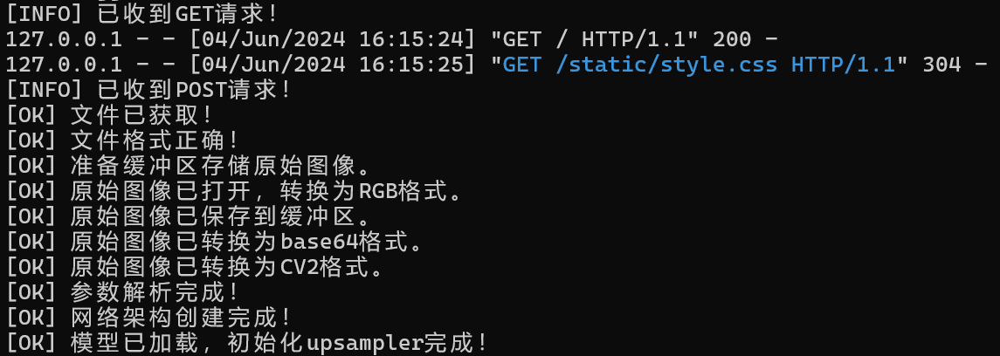 [INFO] 已收到GET请求!
127.0.0.1 - - [04/Jun/2024 16:15:24] "GET / HTTP/1.1" 200 -
127.0.0.1 - - [04/Jun/2024 16:15:25] "GET /static/style.css HTTP/1.1" 304 -
[INFO] 已收到POST请求!
[OK] 文件已获取!
[OK] 文件格式正确!
[OK] 准备缓冲区存储原始图像。
[OK] 原始图像已打开，转换为RGB格式。
[OK] 原始图像已保存到缓冲区。
[OK] 原始图像已转换为base64格式。
[OK] 原始图像已转换为CV2格式。
[OK] 参数解析完成!
[OK] 网络架构创建完成!
[OK] 模型已加载，初始化upsampler完成!